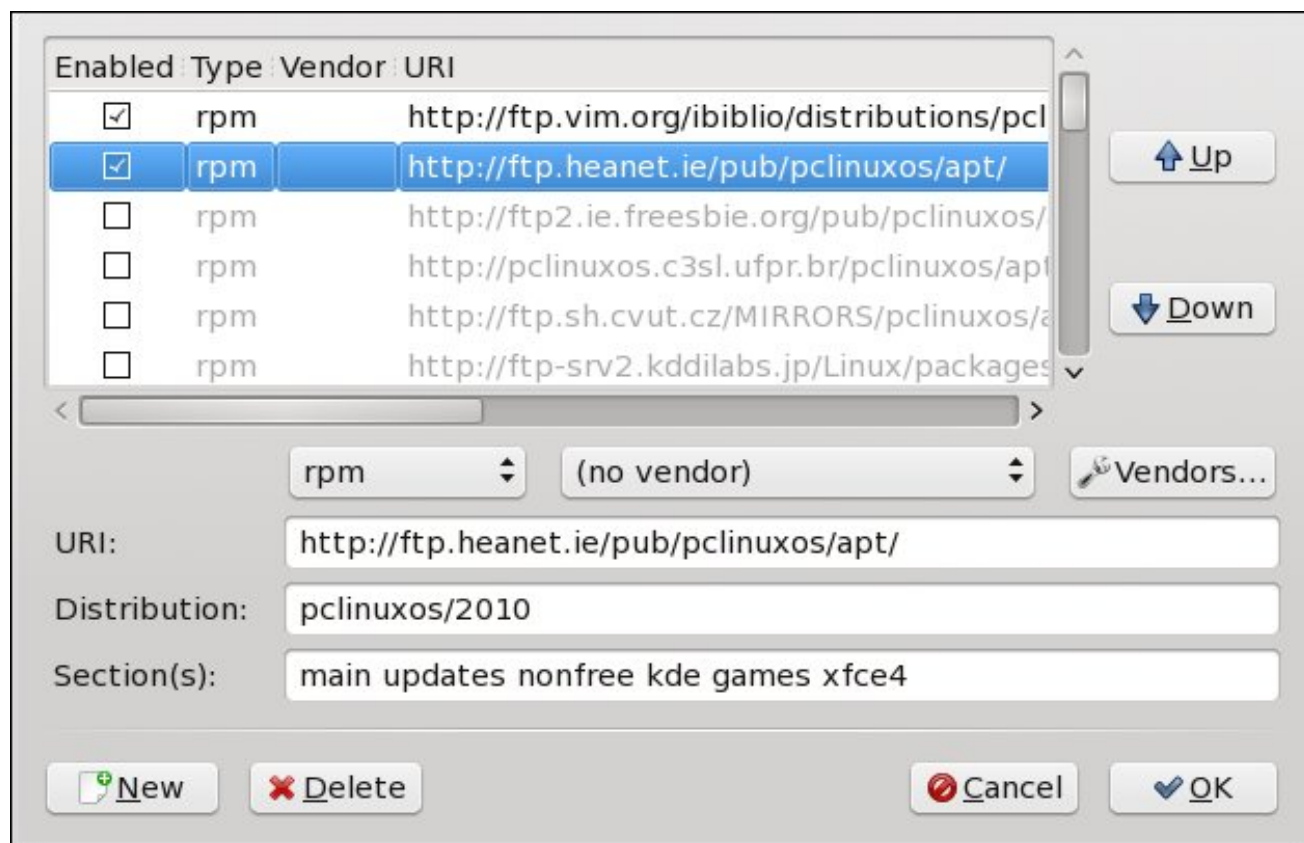 Enabled Type Vendor URI
rpm http://ftp.vim.org/ibiblio/distributions/pcl
rpm http://ftp.heanet.ie/pub/pclinuxos/apt/
rpm http://ftp2.ie.freesbie.org/pub/pclinuxos/
rpm http://pclinuxos.c3sl.ufpr.br/pclinuxos/apt
rpm http://ftp.sh.cvut.cz/MIRRORS/pclinuxos/a
rpm http://ftp-srv2.kddilabs.jp/Linux/packages
Up
Down
rpm (no vendor) Vendors...
URI: http://ftp.heanet.ie/pub/pclinuxos/apt/
Distribution: pclinuxos/2010
Section(s): main updates nonfree kde games xfce4
New Delete Cancel OK